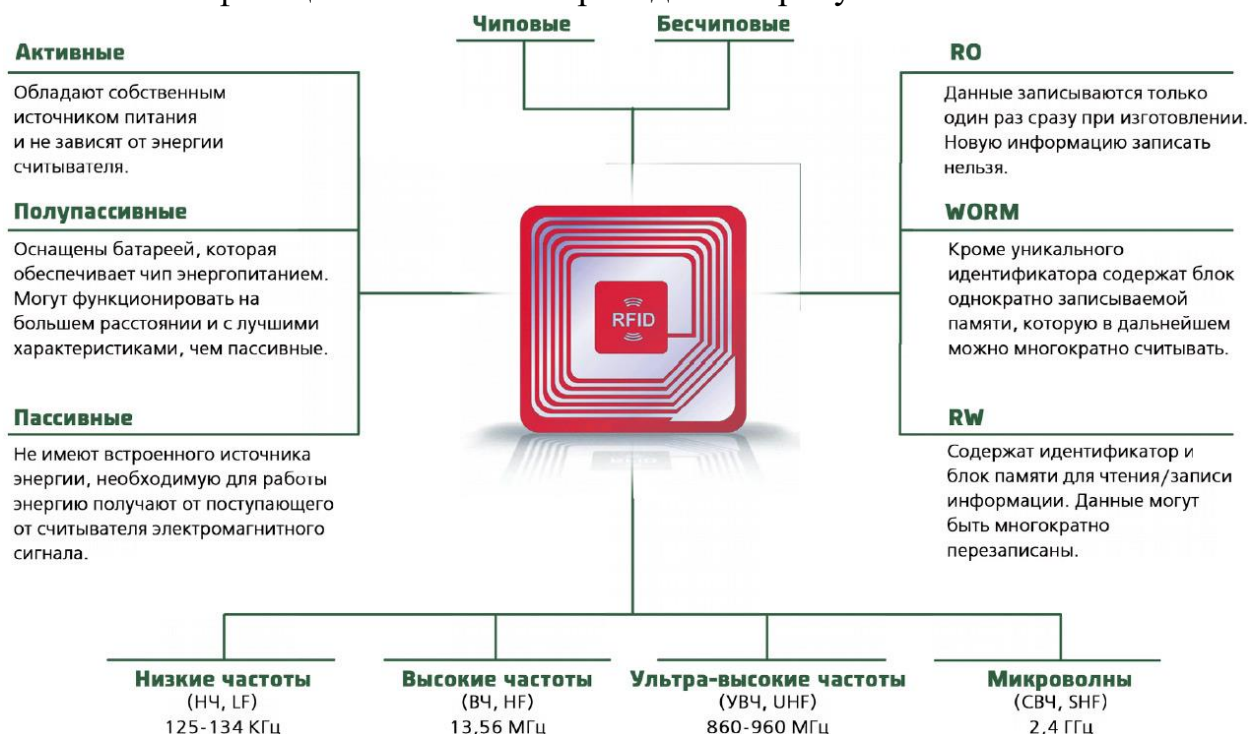 Чиповые
Бесчиповые
Активные
Обладают собственным
источником питания
и не зависят от энергии
считывателя.
Полупассивные
Оснащены батареей, которая
обеспечивает чип энергопитанием.
Могут функционировать на
большем расстоянии и с лучшими
характеристиками, чем пассивные.
Пассивные
Не имеют встроенного источника
энергии, необходимую для работы
энергию получают от поступающего
от считывателя электромагнитного
сигнала.
RFID
RO
Данные записываются только
один раз сразу при изготовлении.
Новую информацию записать
нельзя.
WORM
Кроме уникального
идентификатора содержат блок
однократно записываемой
памяти, которую в дальнейшем
можно многократно считывать.
RW
Содержат идентификатор и
блок памяти для чтения/записи
информации. Данные могут
быть многократно
перезаписаны.
Низкие частоты
(НЧ, LF)
125-134 КГц
Высокие частоты
(ВЧ, HF)
13,56 МГц
Ультра-высокие частоты
(УВЧ, UHF)
860-960 МГц
Микроволны
(СВЧ, SHF)
2,4 ГГц